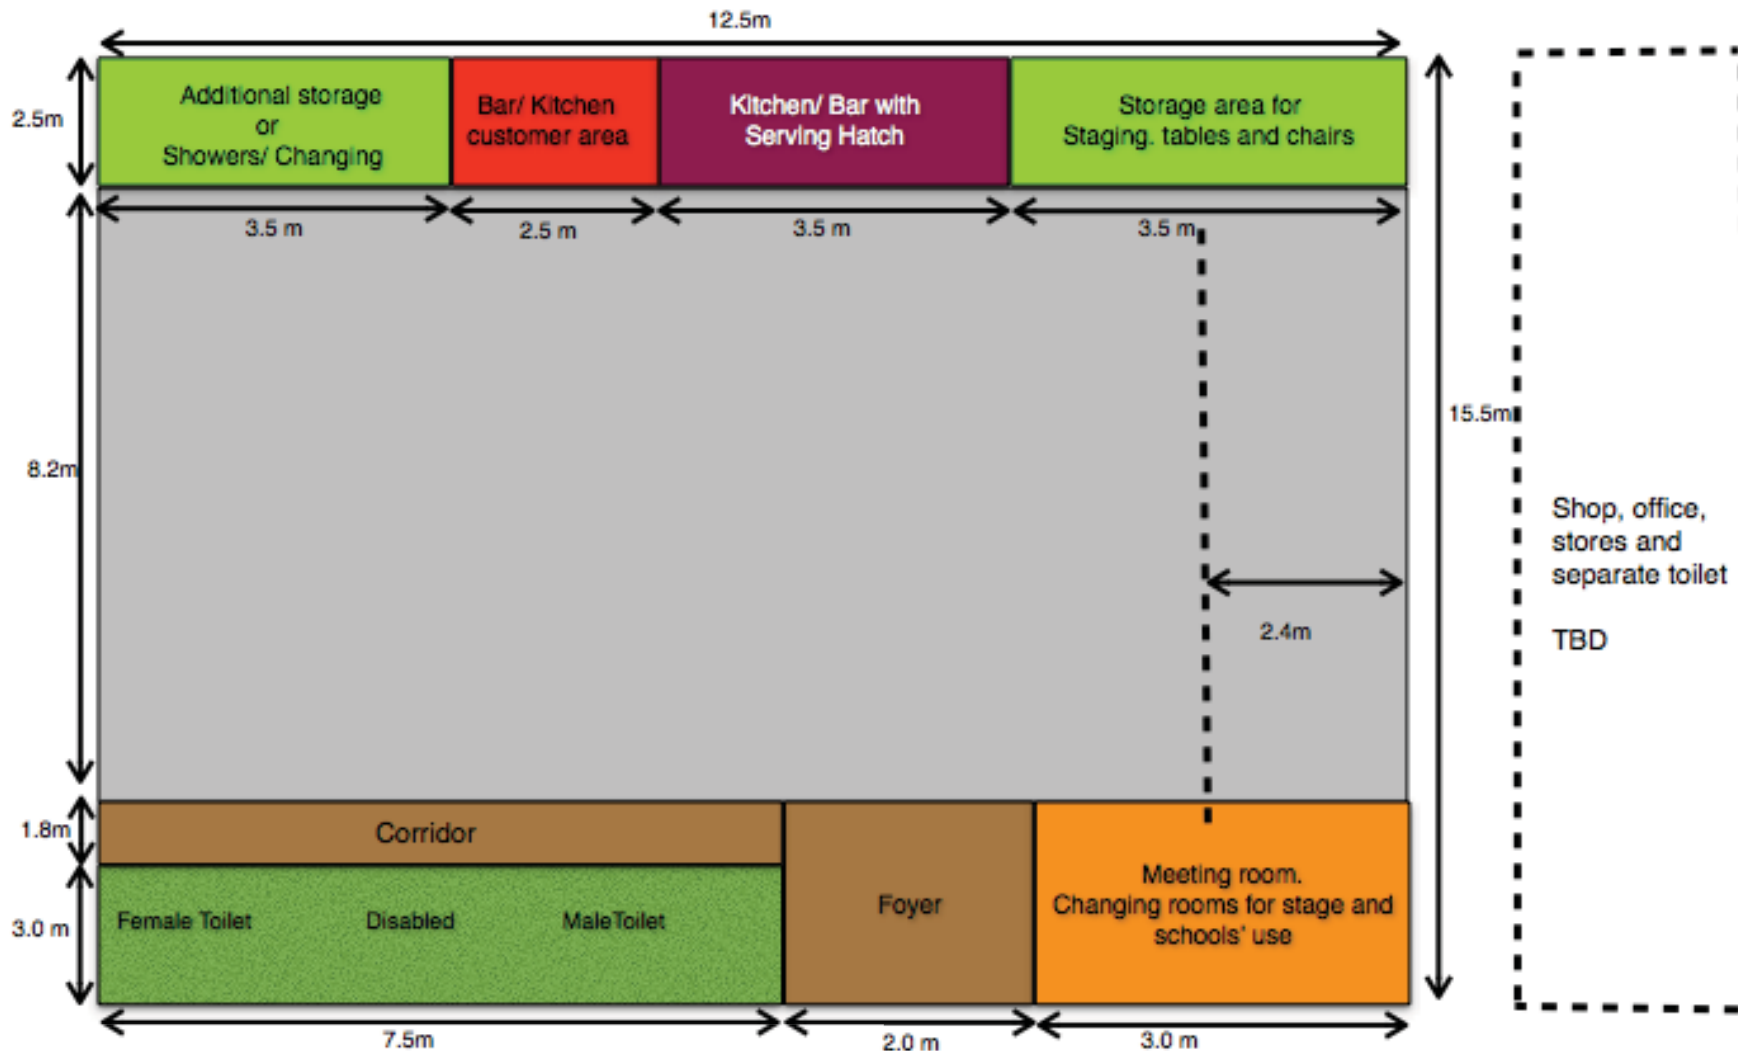 12.5m
2.5m
Additional storage
or
Showers/ Changing
Bar/ Kitchen
customer area
Kitchen/ Bar with
Serving Hatch
Storage area for
Staging. tables and chairs
3.5 m
2.5 m
3.5 m
3.5 m
15.5m
8.2m
Shop, office,
stores and
separate toilet
TBD
2.4m
1.8m
Corridor
3.0 m
Female Toilet
Disabled
MaleToilet
Foyer
Meeting room.
Changing rooms for stage and
schools' use
7.5m
2.0 m
3.0 m